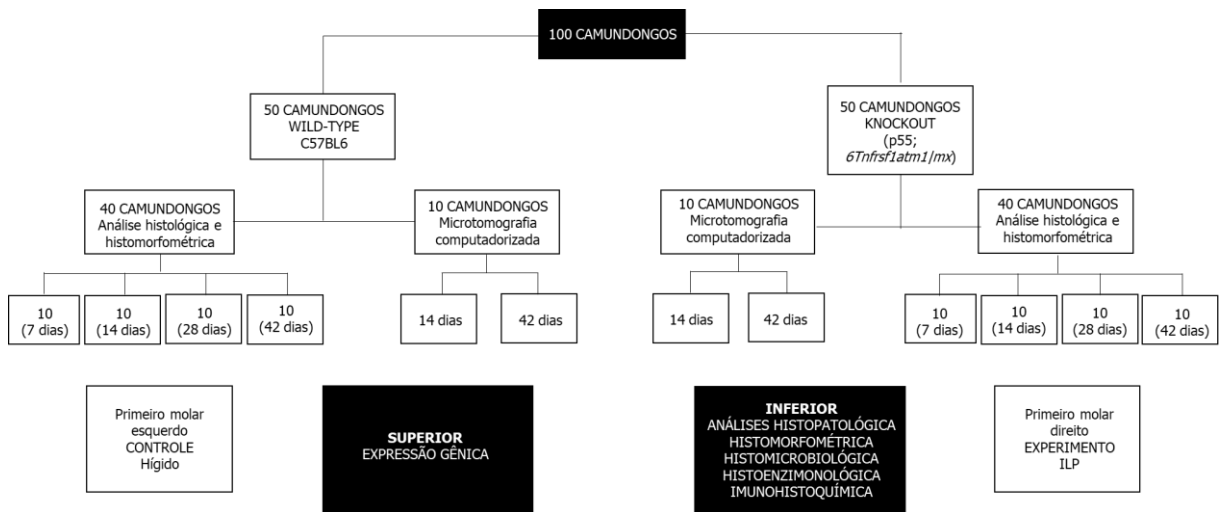 100 CAMUNDONGOS
50 CAMUNDONGOS
WILD-TYPE
C57BL6
50 CAMUNDONGOS
KNOCKOUT
(p55;
6Tnfrsf1atm1/mx)
40 CAMUNDONGOS
Análise histológica e
histomorfométrica
10 CAMUNDONGOS
Microtomografia
computadorizada
10 CAMUNDONGOS
Microtomografia
computadorizada
40 CAMUNDONGOS
Análise histológica e
histomorfométrica
10
(7 dias)
10
(14 dias)
10
(28 dias)
10
(42 dias)
14 dias
42 dias
14 dias
42 dias
10
(7 dias)
10
(14 dias)
10
(28 dias)
10
(42 dias)
Primeiro molar
esquerdo
CONTROLE
Hígido
SUPERIOR
EXPRESSÃO GÊNICA
INFERIOR
ANÁLISES HISTOPATOLÓGICA
HISTOMORFOMÉTRICA
HISTOMICROBIOLÓGICA
HISTOENZIMONOLÓGICA
IMUNOHISTOQUÍMICA
Primeiro molar
direito
EXPERIMENTO
ILP